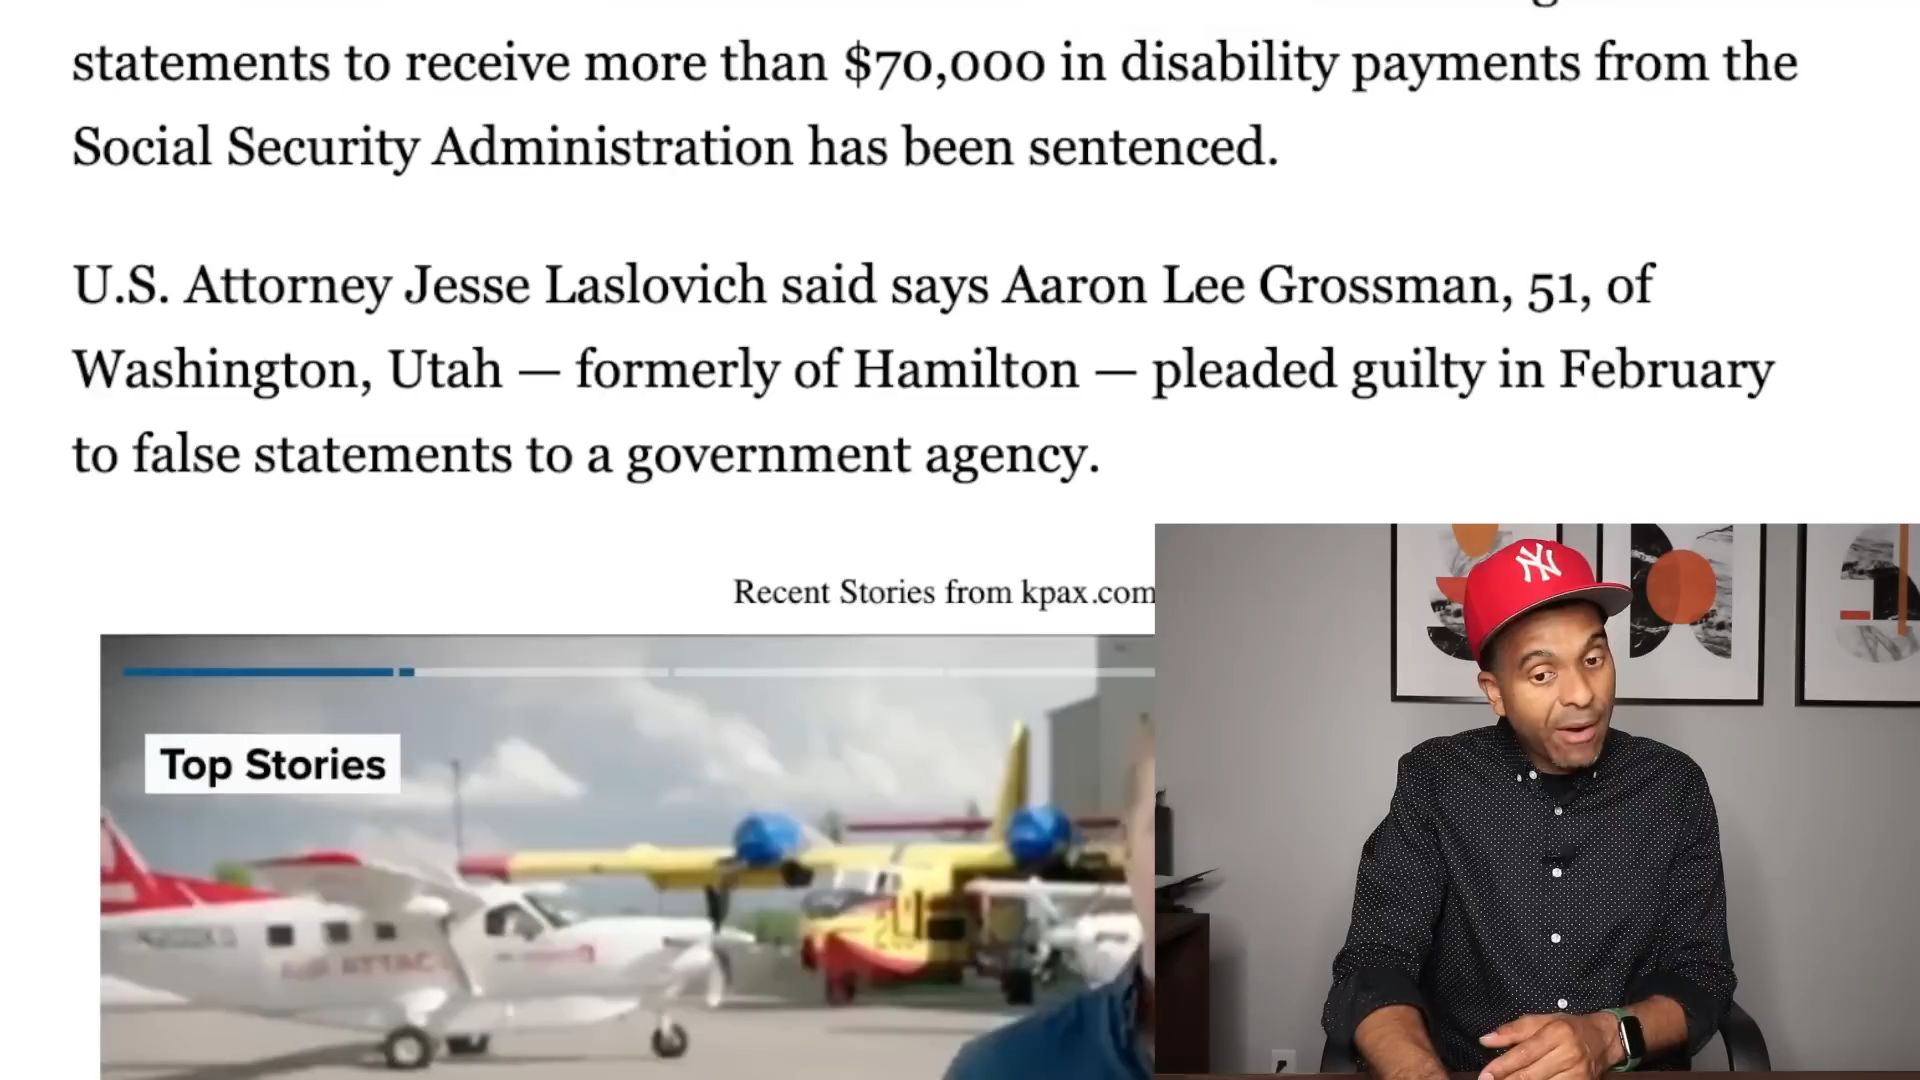 statements to receive more than $70,000 in disability payments from the
Social Security Administration has been sentenced.
U.S. Attorney Jesse Laslovich said says Aaron Lee Grossman, 51, of
Washington, Utah — formerly of Hamilton — pleaded guilty in February
to false statements to a government agency.
Recent Stories from kpax.com
Top Stories
NY